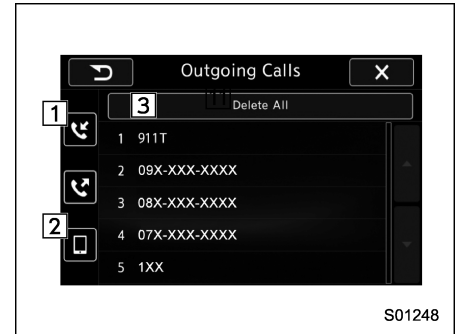 Outgoing Calls
X
3
Delete All
1
1 911T
2 09X-XXX-XXXX
3 08X-XXX-XXXX
2
4 07X-XXX-XXXX
5 1XX
S01248